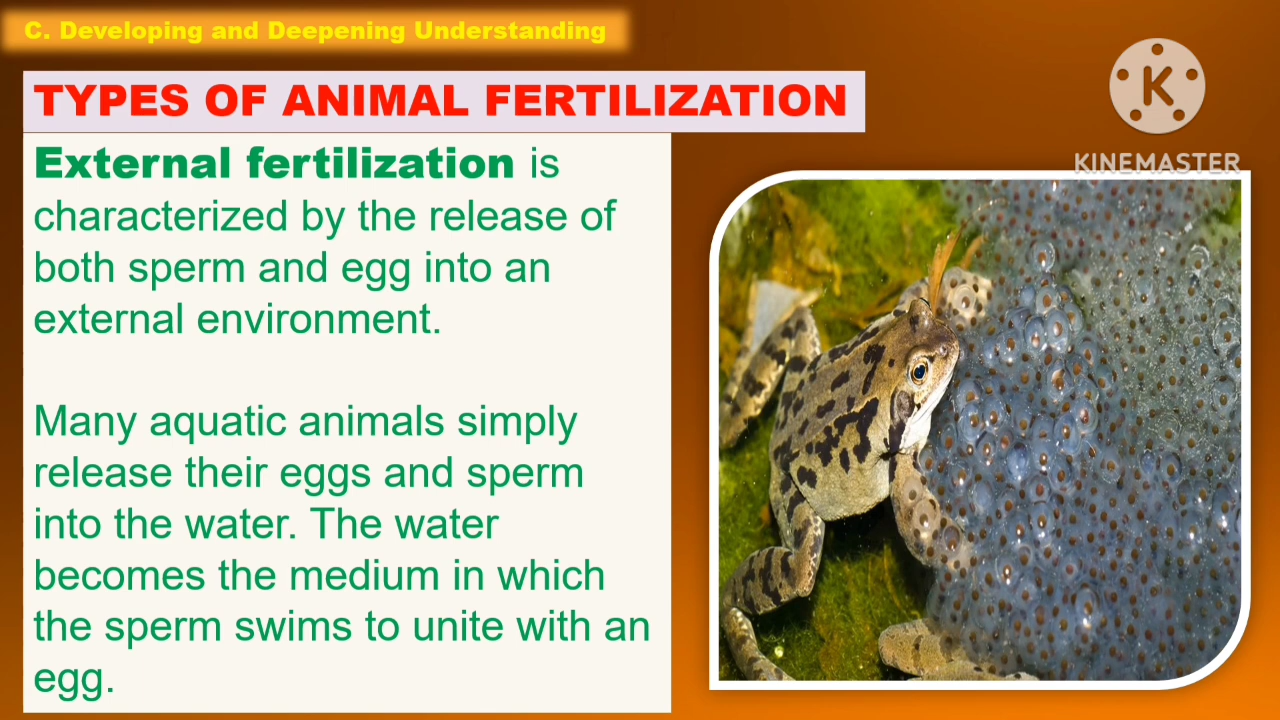 C. Developing and Deepening Understanding
TYPES OF ANIMAL FERTILIZATION
External fertilization is
characterized by the release of
both sperm and egg into an
external environment.
Many aquatic animals simply
release their eggs and sperm
into the water. The water
becomes the medium in which
the sperm swims to unite with an
egg.
K
KINEMASTER